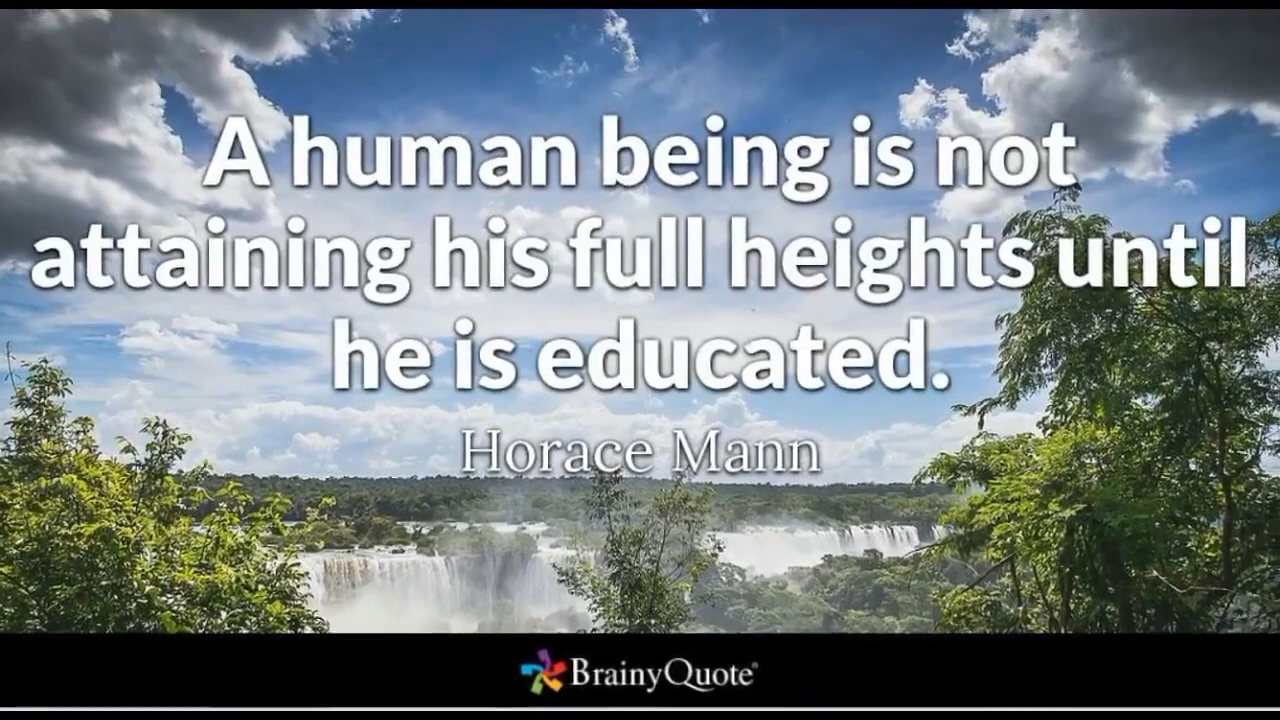 A human being is not
attaining his full heights until
he is educated.
Horace Mann
BrainyQuote®